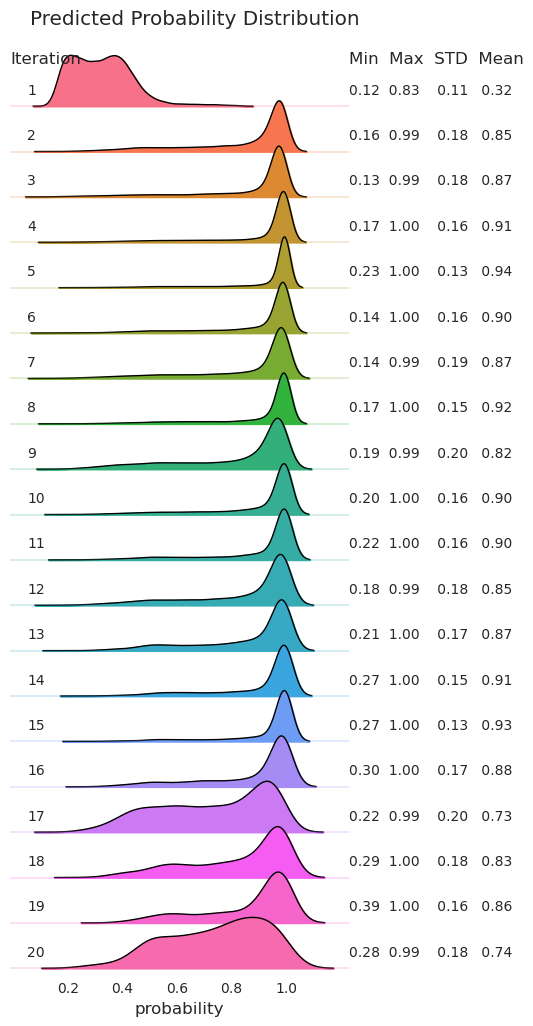 Predicted Probability Distribution
Iteration Min Max STD Mean
1 0.12 0.83 0.11 0.32
2 0.16 0.99 0.18 0.85
3 0.13 0.99 0.18 0.87
4 0.17 1.00 0.16 0.91
5 0.23 1.00 0.13 0.94
6 0.14 1.00 0.16 0.90
7 0.14 0.99 0.19 0.87
8 0.17 1.00 0.15 0.92
9 0.19 0.99 0.20 0.82
10 0.20 1.00 0.16 0.90
11 0.22 1.00 0.16 0.90
12 0.18 0.99 0.18 0.85
13 0.21 1.00 0.17 0.87
14 0.27 1.00 0.15 0.91
15 0.27 1.00 0.13 0.93
16 0.30 1.00 0.17 0.88
17 0.22 0.99 0.20 0.73
18 0.29 1.00 0.18 0.83
19 0.39 1.00 0.16 0.86
20 0.28 0.99 0.18 0.74
0.2 0.4 0.6 0.8 1.0
probability